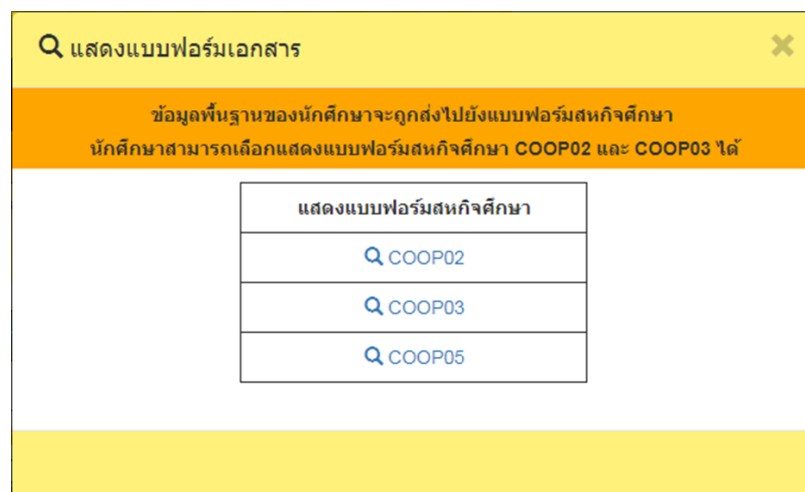 แสดงแบบฟอร์มเอกสาร
ข้อมูลพื้นฐานของนักศึกษาจะถูกส่งไปยังแบบฟอร์มสหกิจศึกษา
นักศึกษาสามารถเลือกแสดงแบบฟอร์มสหกิจศึกษา COOP02 และ COOP03 ได้
แสดงแบบฟอร์มสหกิจศึกษา
COOP02
COOP03
COOP05